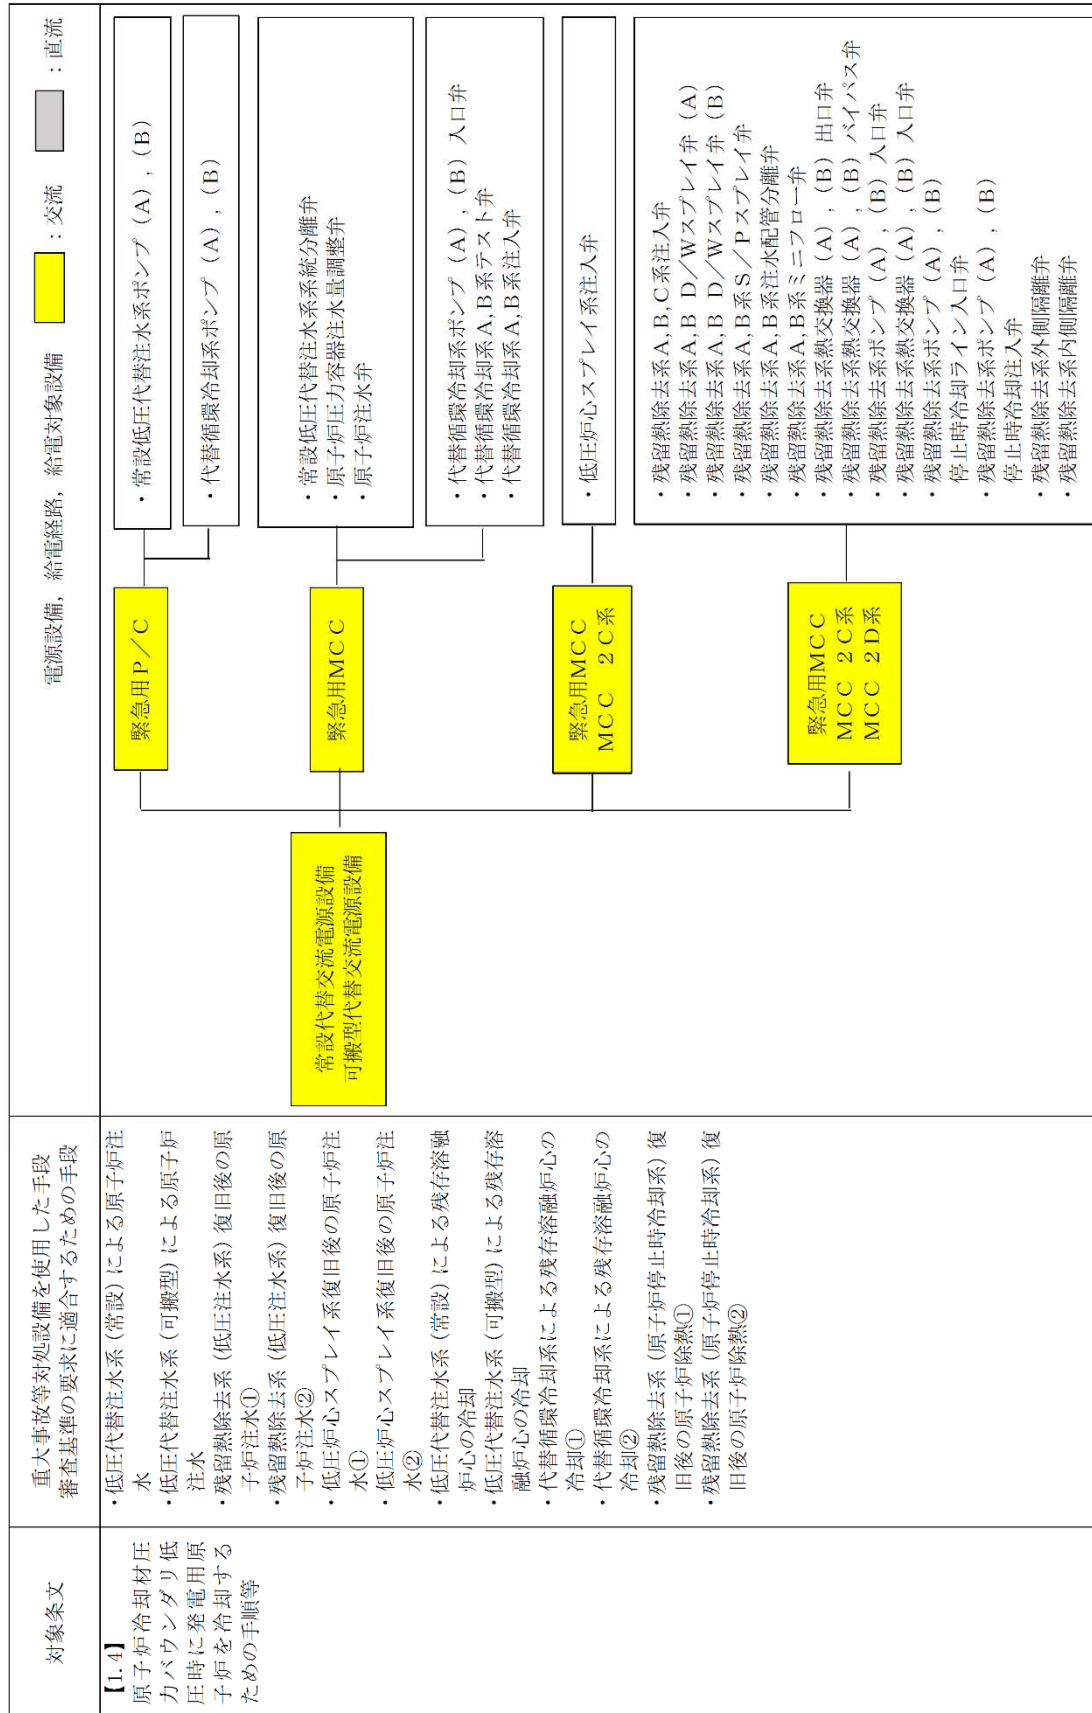 対象条文
重大事故等対処設備を使用した手段
審査基準の要求に適合するための手段
電源設備，給電経路，給電対象設備
：交流
：直流
【1.4】
原子炉冷却材圧
力バウンダリ低
圧時に発電用原
子炉を冷却する
ための手順等
・低圧代替注水系（常設）による原子炉注
水
・低圧代替注水系（可搬型）による原子炉
注水
・残留熱除去系（低圧注水系）復旧後の原
子炉注水①
・残留熱除去系（低圧注水系）復旧後の原
子炉注水②
・低圧炉心スプレイ系復旧後の原子炉注
水①
・低圧炉心スプレイ系復旧後の原子炉注
水②
・低圧代替注水系（常設）による残存溶融
炉心の冷却
・低圧代替注水系（可搬型）による残存溶
融炉心の冷却
・代替循環冷却系による残存溶融炉心の
冷却①
・代替循環冷却系による残存溶融炉心の
冷却②
・残留熱除去系（原子炉停止時冷却系）復
旧後の原子炉除熱①
・残留熱除去系（原子炉停止時冷却系）復
旧後の原子炉除熱②
常設代替交流電源設備
可搬型代替交流電源設備
緊急用Ｐ／Ｃ
・常設低圧代替注水系ポンプ（Ａ），（Ｂ）
・代替循環冷却系ポンプ（Ａ），（Ｂ）
緊急用ＭＣＣ
・常設低圧代替注水系系統分離弁
・原子炉圧力容器注水量調整弁
・原子炉注水弁
・代替循環冷却系ポンプ（Ａ），（Ｂ）入口弁
・代替循環冷却系Ａ,Ｂ系テスト弁
・代替循環冷却系Ａ,Ｂ系注入弁
緊急用ＭＣＣ
ＭＣＣ　２Ｃ系
・低圧炉心スプレイ系注入弁
緊急用ＭＣＣ
ＭＣＣ　２Ｃ系
ＭＣＣ　２Ｄ系
・残留熱除去系Ａ,Ｂ,Ｃ系注入弁
・残留熱除去系Ａ,Ｂ Ｄ／Ｗスプレイ弁（Ａ）
・残留熱除去系Ａ,Ｂ Ｄ／Ｗスプレイ弁（Ｂ）
・残留熱除去系Ａ,Ｂ系Ｓ／Ｐスプレイ弁
・残留熱除去系Ａ,Ｂ系注水配管分離弁
・残留熱除去系Ａ,Ｂ系ミニフロー弁
・残留熱除去系熱交換器（Ａ），（Ｂ）出口弁
・残留熱除去系熱交換器（Ａ），（Ｂ）バイパス弁
・残留熱除去系ポンプ（Ａ），（Ｂ）入口弁
・残留熱除去系熱交換器（Ａ），（Ｂ）入口弁
・残留熱除去系ポンプ（Ａ），（Ｂ）
停止時冷却ライン入口弁
・残留熱除去系ポンプ（Ａ），（Ｂ）
停止時冷却注入弁
・残留熱除去系外側隔離弁
・残留熱除去系内側隔離弁